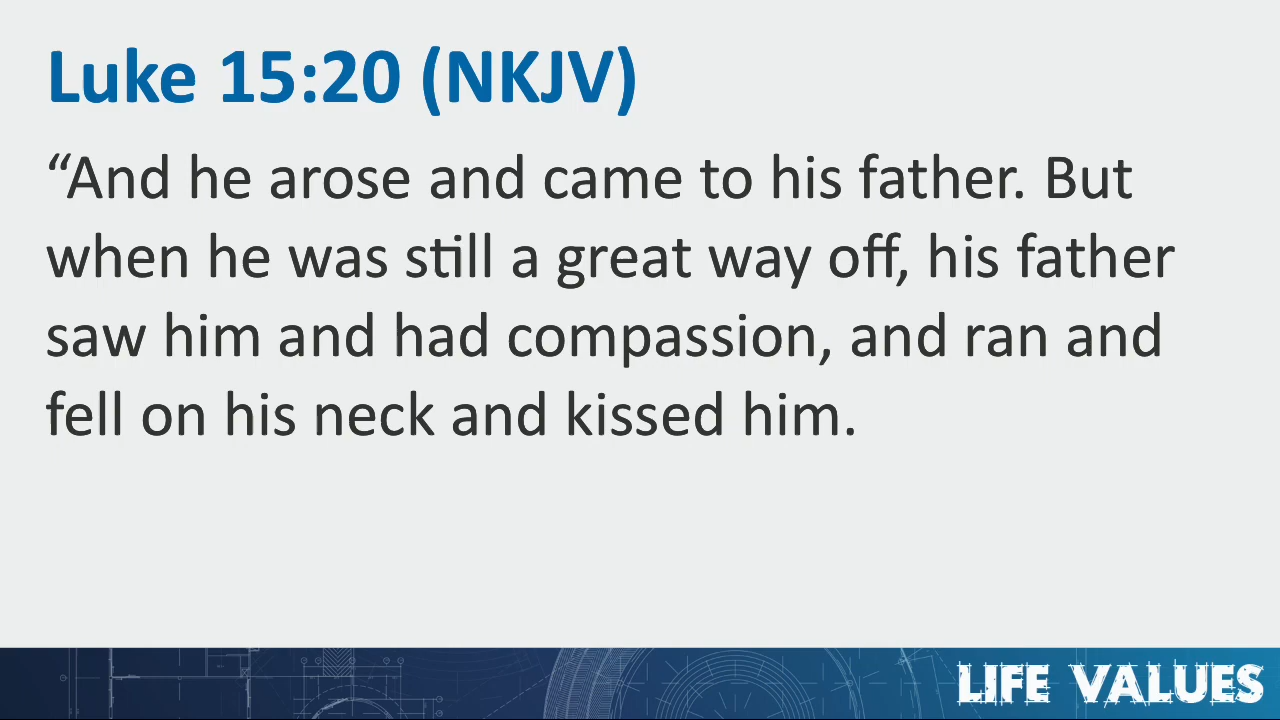 Luke 15:20 (NKJV)
“And he arose and came to his father. But
when he was still a great way off, his father
saw him and had compassion, and ran and
fell on his neck and kissed him.
LIFE VALUES